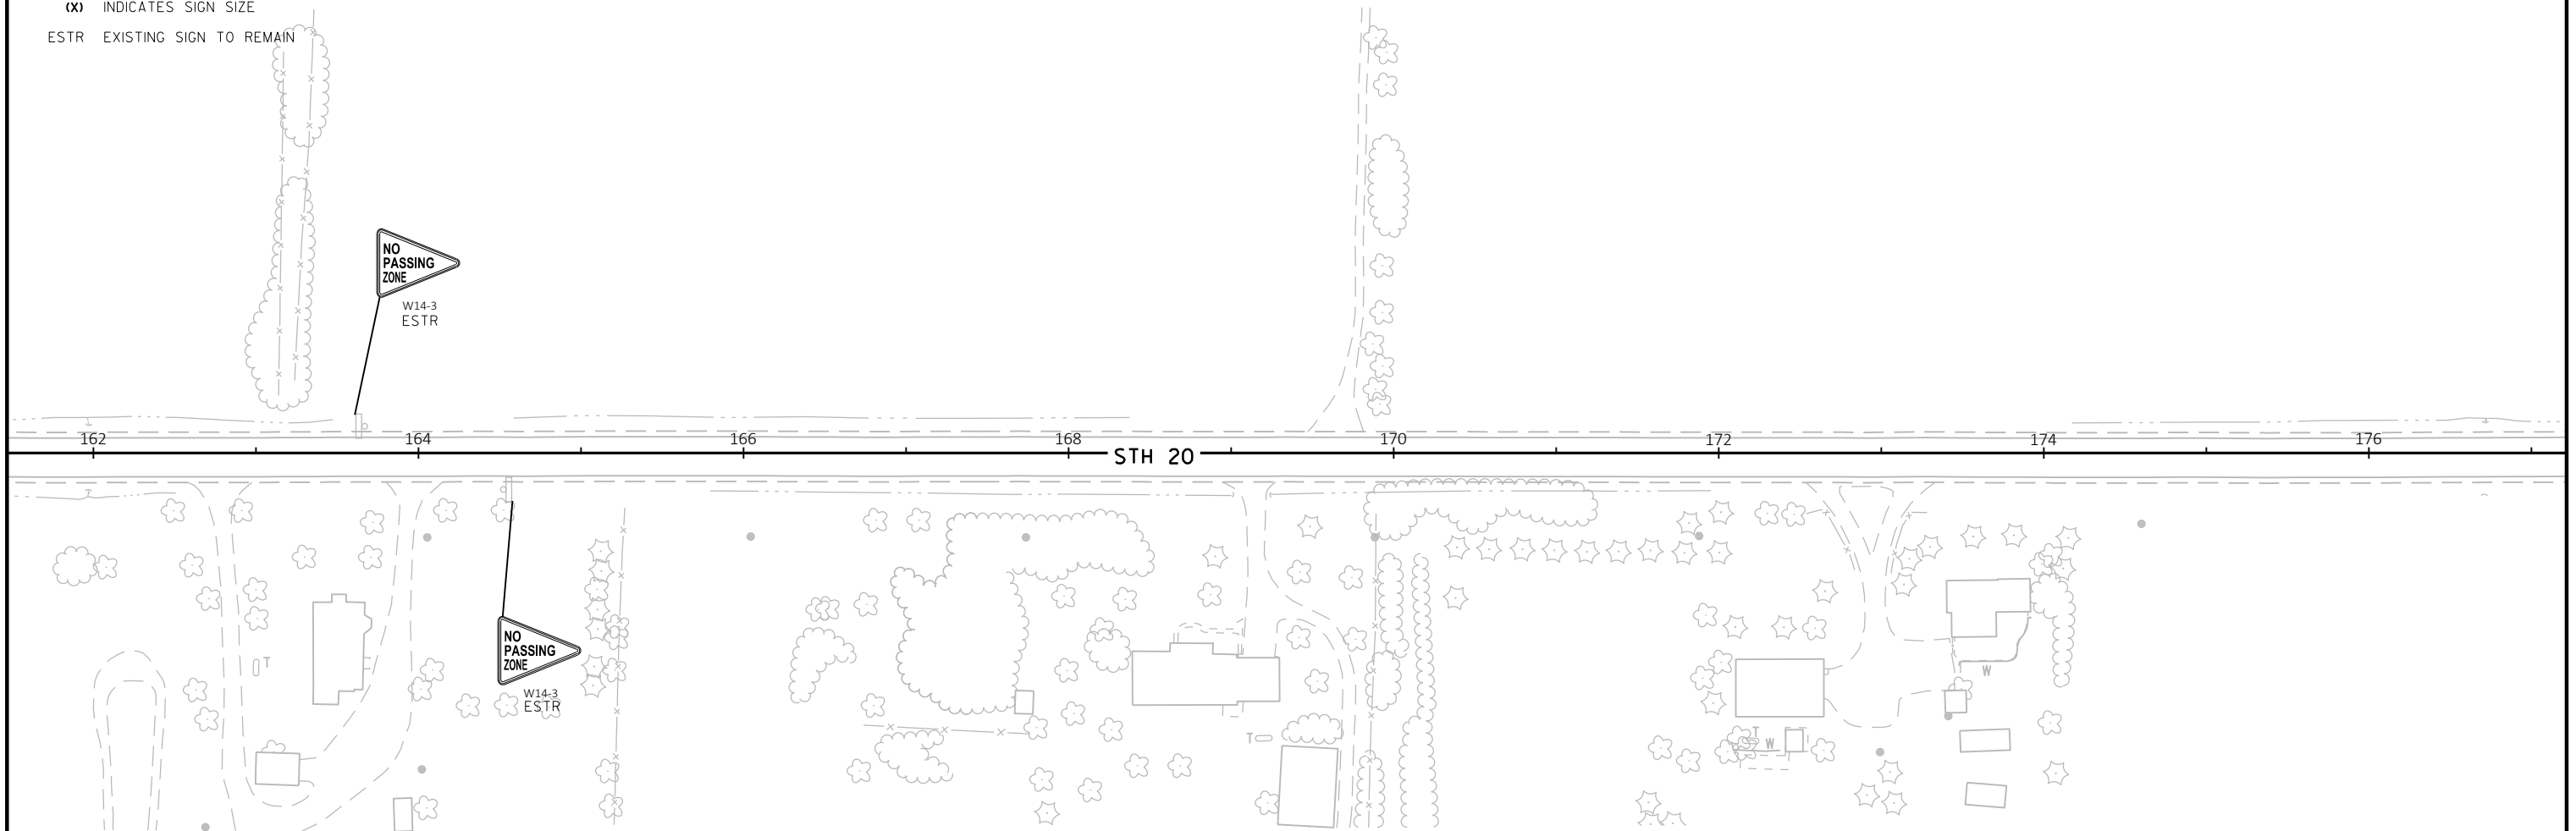 (X) INDICATES SIGN SIZE
ESTR EXISTING SIGN TO REMAIN
NO
PASSING
ZONE
W14-3
ESTR
162
164
166
168
170
172
174
176
STH 20
NO
PASSING
ZONE
W14-3
ESTR
T
T
T
W
W